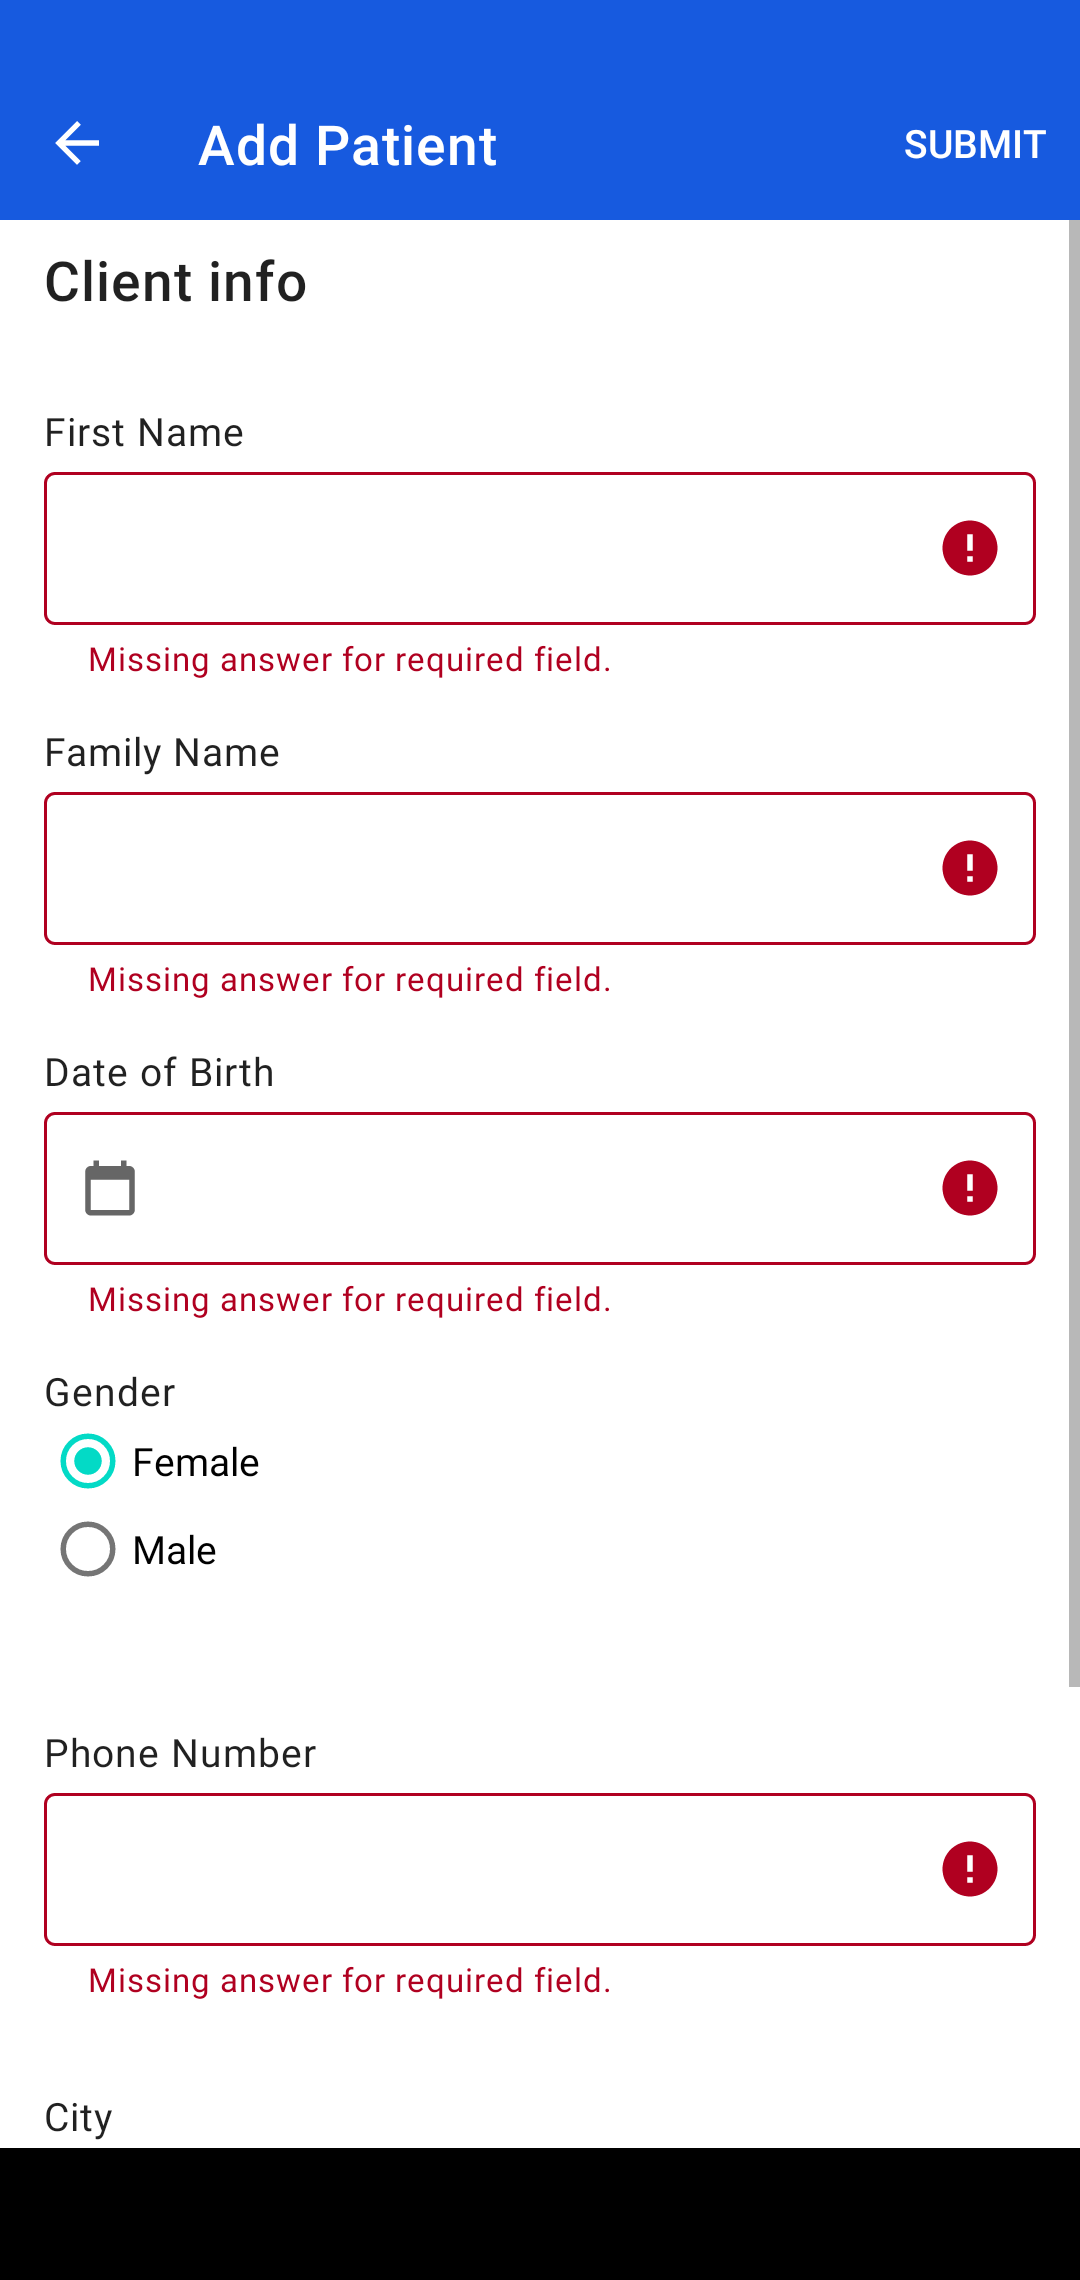 Add Patient
SUBMIT
Client info
First Name
Missing answer for required field.
Family Name
Missing answer for required field.
Date of Birth
Missing answer for required field.
Gender
Female
Male
Phone Number
Missing answer for required field.
City